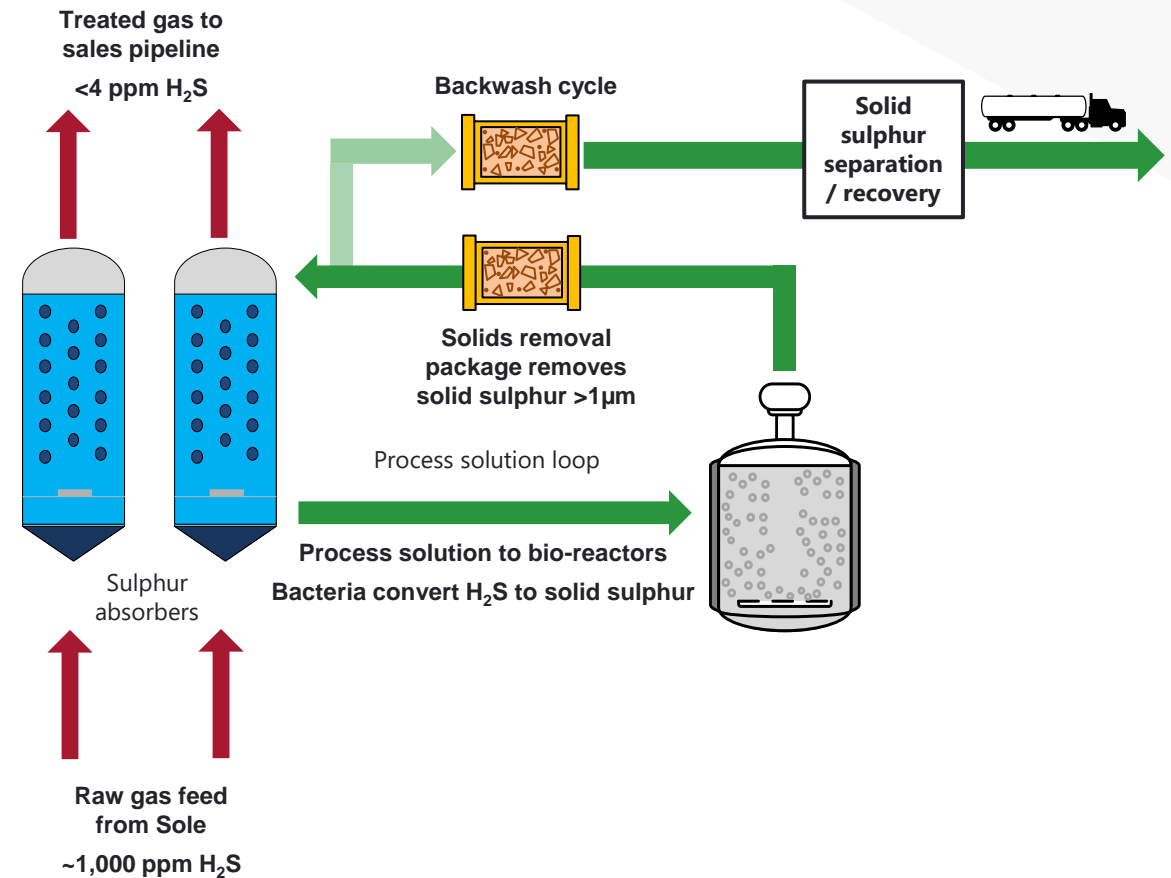 Treated gas to
sales pipeline
<4 ppm H₂S
Backwash cycle
Solid
sulphur
separation
/ recovery
Solids removal
package removes
solid sulphur >1µm
Process solution loop
Process solution to bio-reactors
Bacteria convert H₂S to solid sulphur
Sulphur
absorbers
Raw gas feed
from Sole
~1,000 ppm H₂S